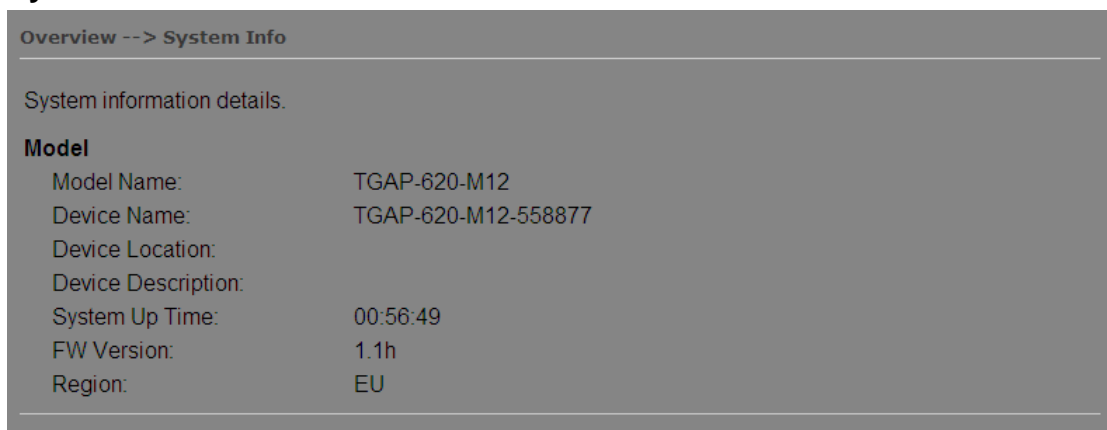 Overview --> System Info
System information details.
Model
Model Name: TGAP-620-M12
Device Name: TGAP-620-M12-558877
Device Location:
Device Description:
System Up Time: 00:56:49
FW Version: 1.1h
Region: EU